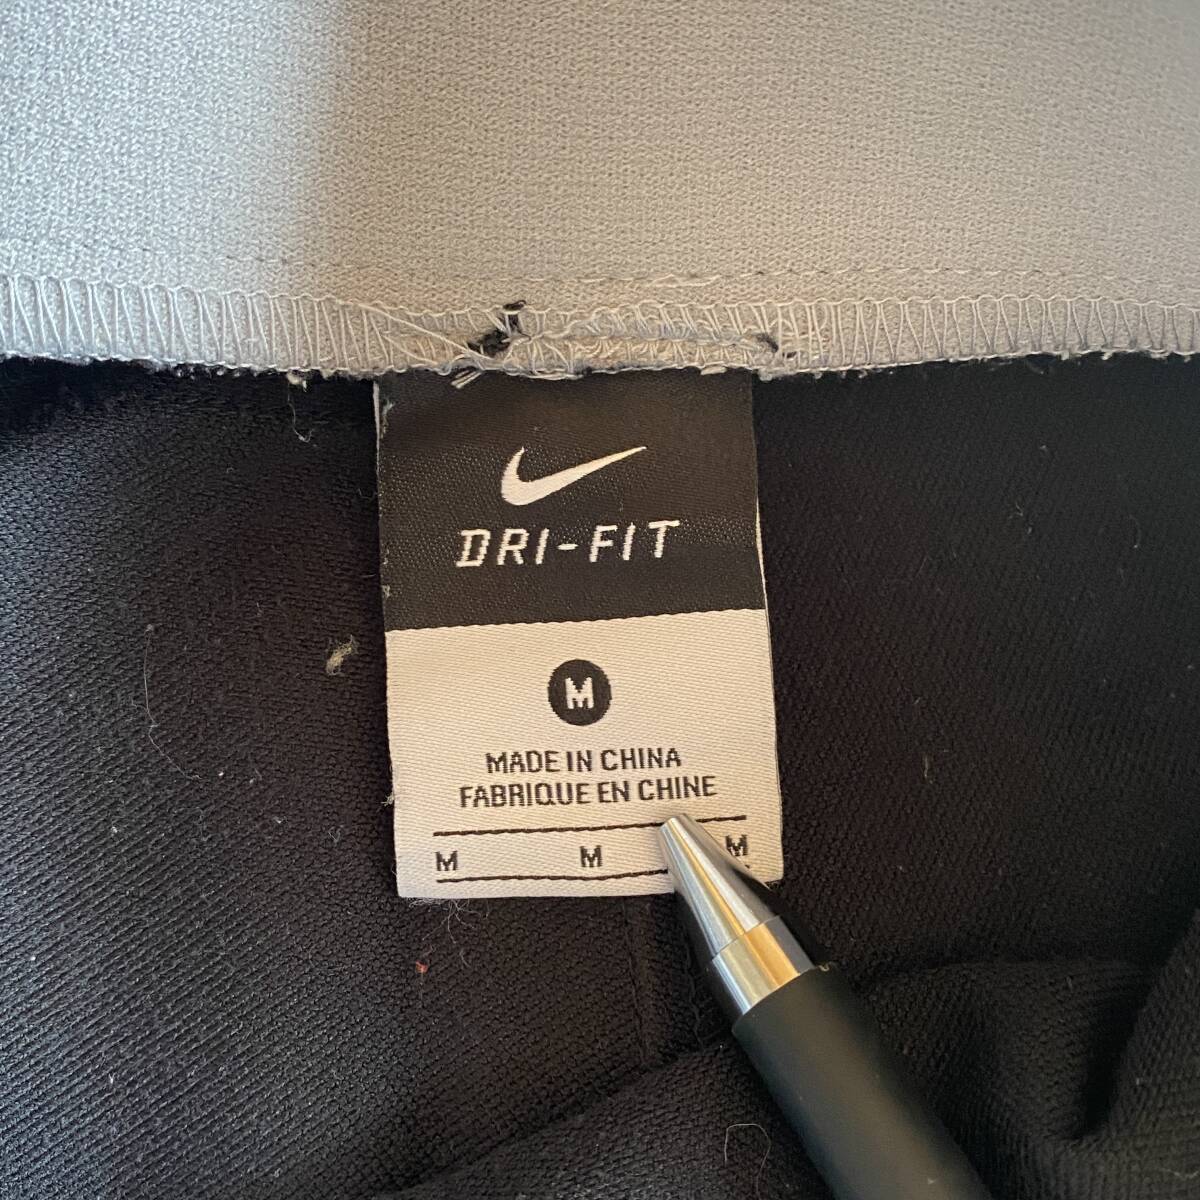 DRI-FIT
M
MADE IN CHINA
FABRIQUE EN CHINE
M M M